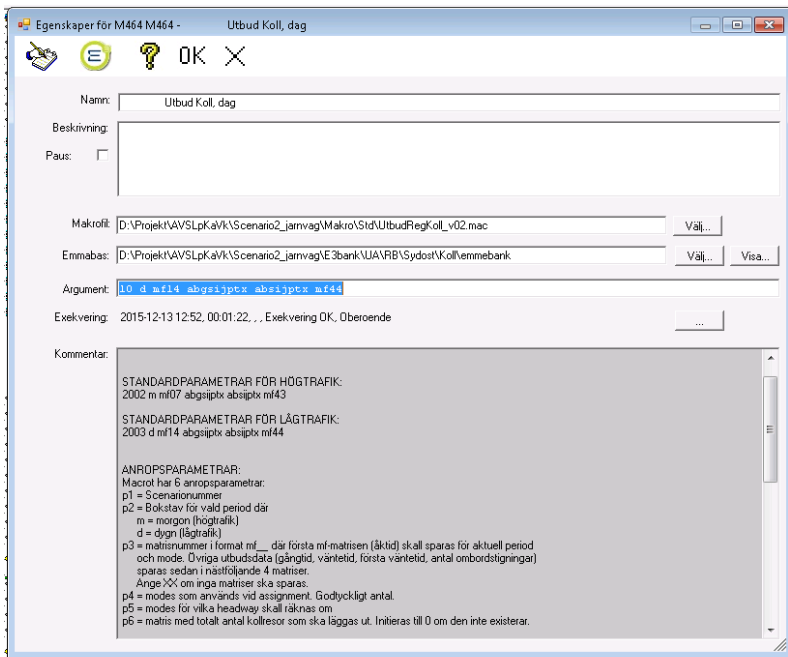 Egenskaper för M464 M464 - Utbud Koll, dag
? OK X
Namn: Utbud Koll, dag
Beskrivning:
Paus:
Makrofil: D:\Projekt\AVSLpKaVk\Scenario2_jarnvag\Makro\Std\UtbudRegKoll_v02.mac Välj...
Emmabas: D:\Projekt\AVSLpKaVk\Scenario2_jarnvag\E3bank\UA\RB\Sydost\Koll\emmebank Välj... Visa...
Argument: 10 d mf14 abgsijptx absijptx mf44
Exekvering: 2015-12-13 12:52, 00:01:22, , , Exekvering OK, Oberoende ...
Kommentar:
STANDARDPARAMETRAR FÖR HÖGTRAFIK:
2002 m mf07 abgsijptx absijptx mf43
STANDARDPARAMETRAR FÖR LÅGTRAFIK:
2003 d mf14 abgsijptx absijptx mf44
ANROPSPARAMETRAR:
Macrot har 6 anropsparametrar:
p1 = Scenarionummer
p2 = Bokstav för vald period där
m = morgon (högtrafik)
d = dygn (lågtrafik)
p3 = matrisnummer i format mf__ där första mf-matrisen (åktid) skall sparas för aktuell period
och mode. Övriga utbudsdata (gångtid, väntetid, första väntetid, antal ombordstigningar)
sparas sedan i nästföljande 4 matriser.
Ange XX om inga matriser ska sparas.
p4 = modes som används vid assignment. Godtyckligt antal.
p5 = modes för vilka headway skall räknas om
p6 = matris med totalt antal kollresor som ska läggas ut. Initieras till 0 om den inte existerar.